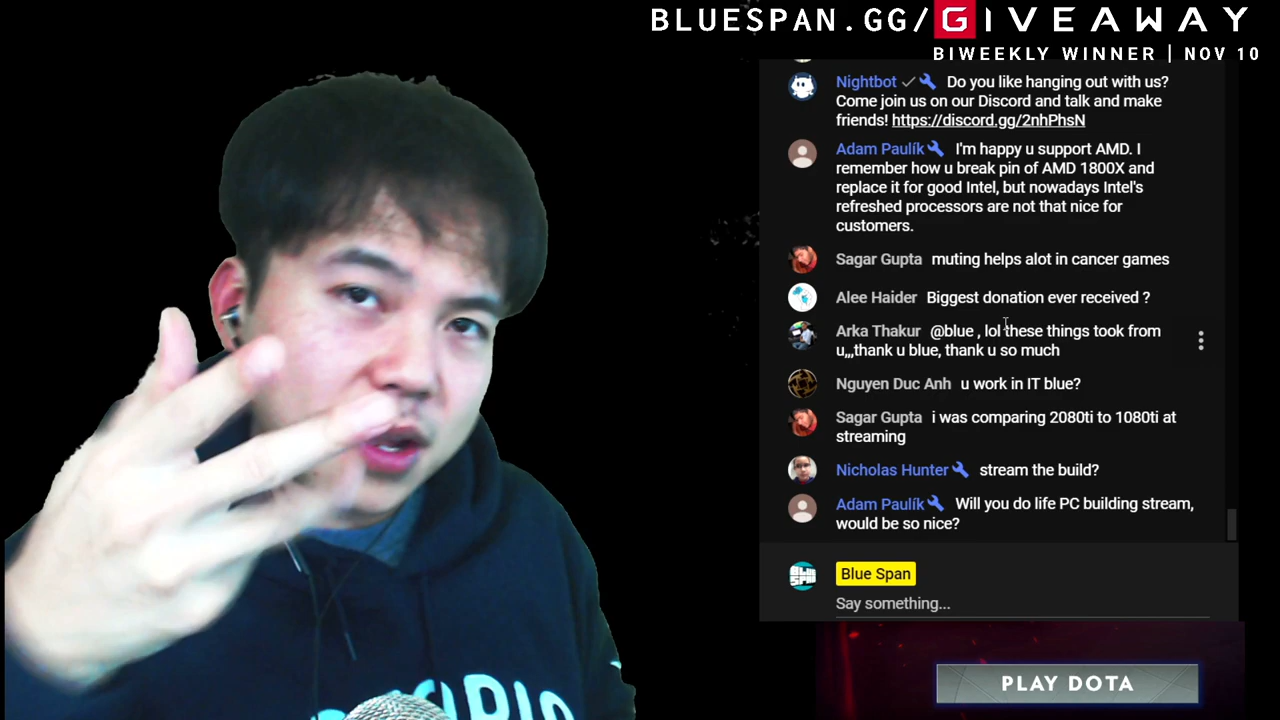 BLUESPAN.GG/GIVEAWAY
BIWEEKLY WINNER | NOV 10
Nightbot Do you like hanging out with us?
Come join us on our Discord and talk and make
friends! https://discord.gg/2nhPhsN
Adam Paulík I'm happy u support AMD. I
remember how u break pin of AMD 1800X and
replace it for good Intel, but nowadays Intel's
refreshed processors are not that nice for
customers.
Sagar Gupta muting helps alot in cancer games
Alee Haider Biggest donation ever received ?
Arka Thakur @blue , lol these things took from
u,,,thank u blue, thank u so much
Nguyen Duc Anh u work in IT blue?
Sagar Gupta i was comparing 2080ti to 1080ti at
streaming
Nicholas Hunter stream the build?
Adam Paulík Will you do life PC building stream,
would be so nice?
Blue Span
Say something...
PLAY DOTA